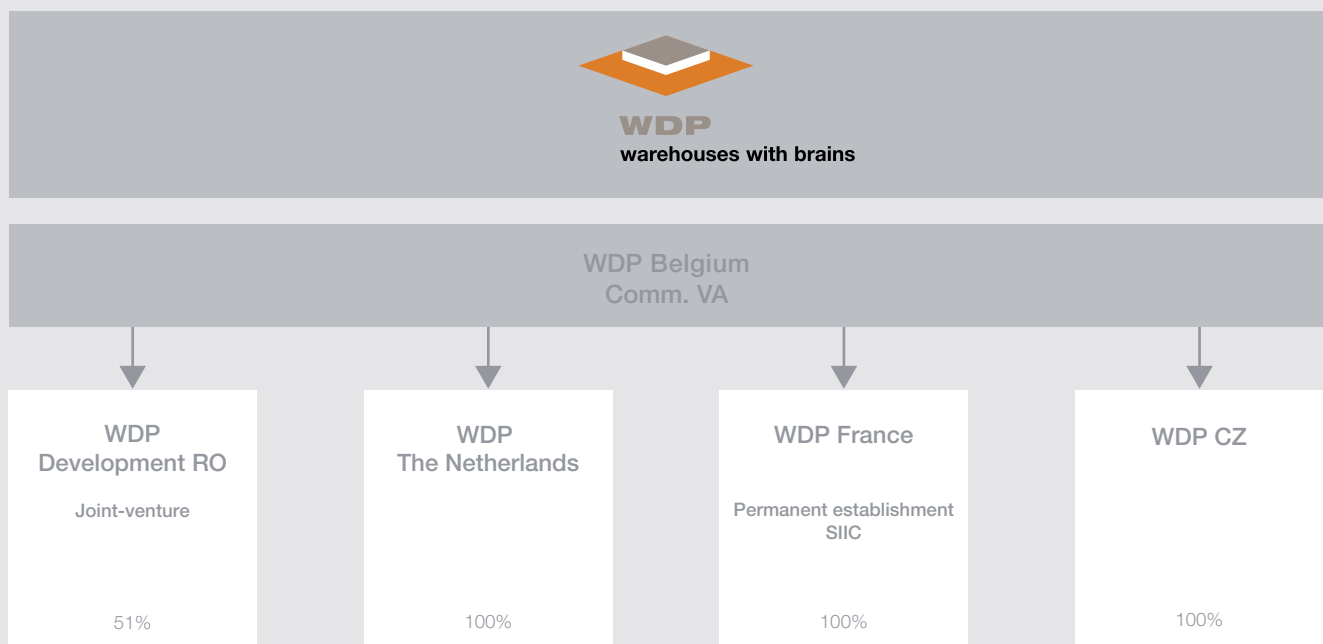 WDP
warehouses with brains
WDP Belgium
Comm. VA
WDP
Development RO
Joint-venture
51%
WDP
The Netherlands
100%
WDP France
Permanent establishment
SIIC
100%
WDP CZ
100%